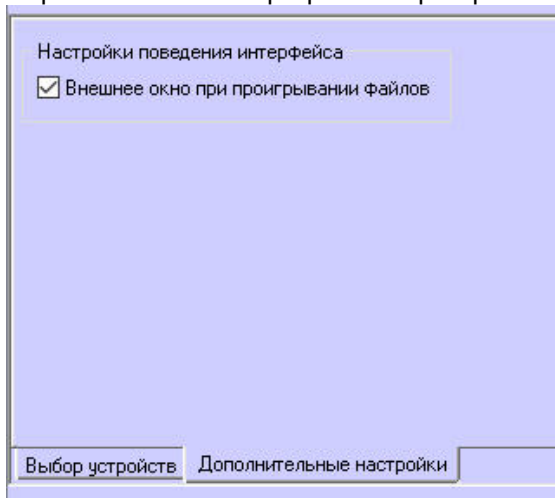 Настройки поведения интерфейса
Внешнее окно при проигрывании файлов
Выбор устройств Дополнительные настройки